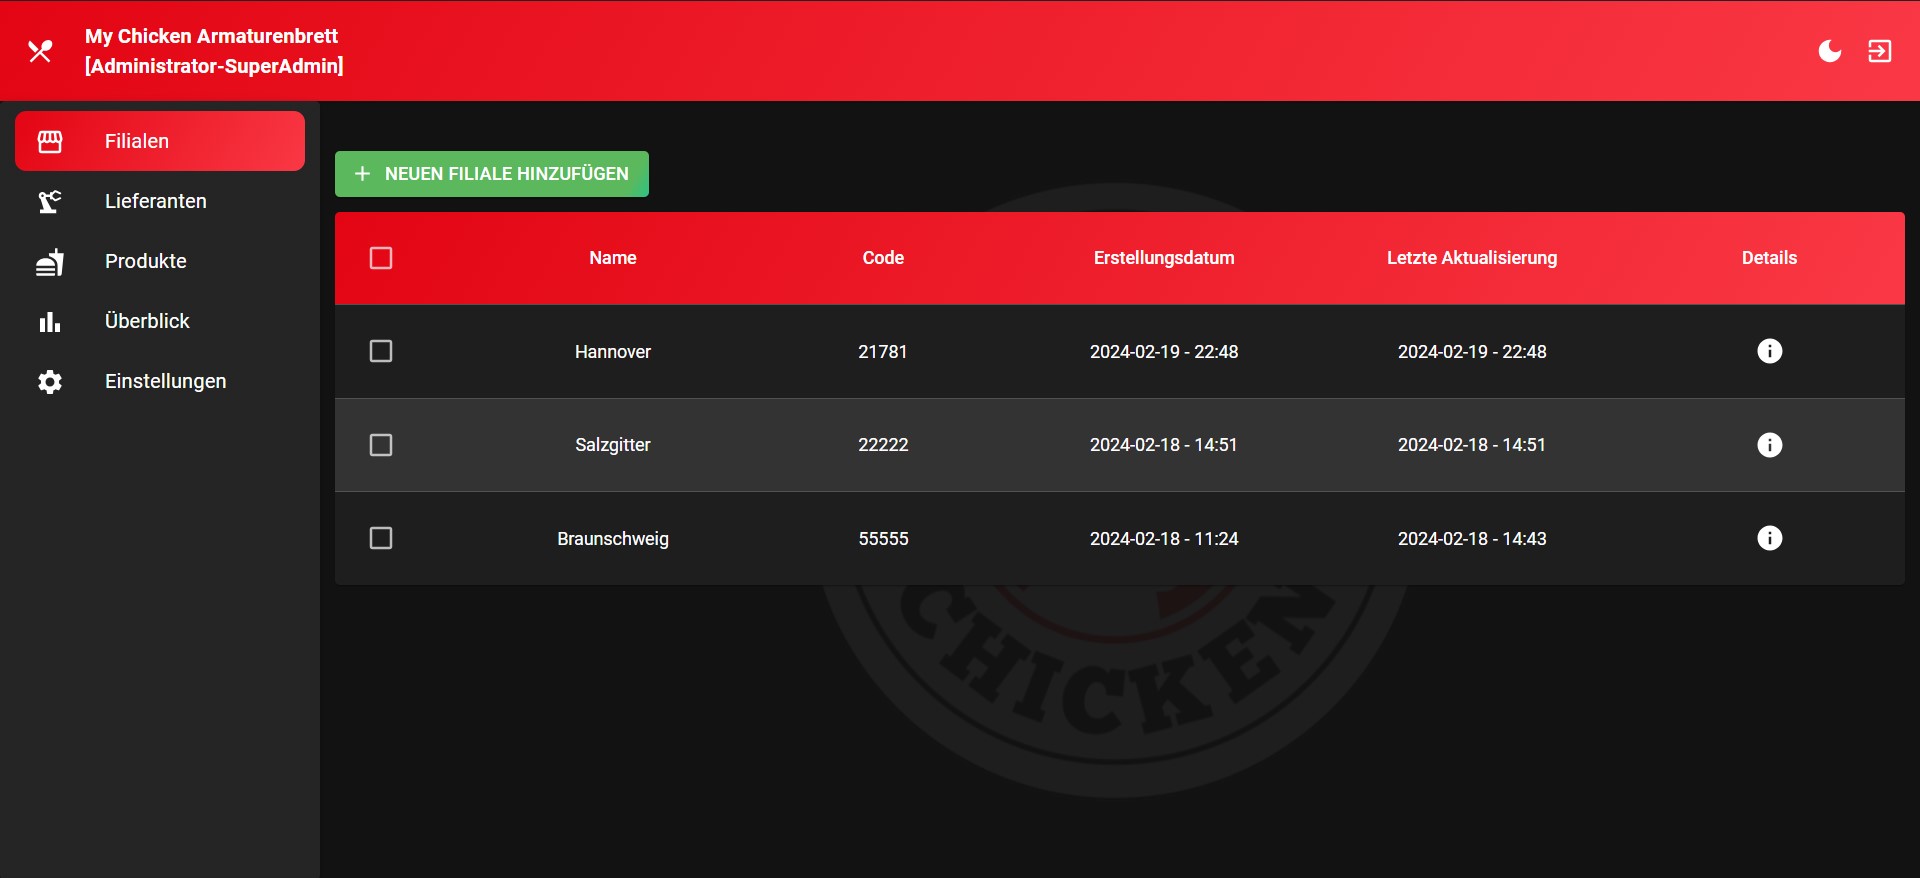 My Chicken Armaturenbrett
[Administrator-SuperAdmin]
Filialen
Lieferanten
Produkte
Überblick
Einstellungen
NEUEN FILIALE HINZUFÜGEN
Name Code Erstellungsdatum Letzte Aktualisierung Details
Hannover 21781 2024-02-19 - 22:48 2024-02-19 - 22:48
Salzgitter 22222 2024-02-18 - 14:51 2024-02-18 - 14:51
Braunschweig 55555 2024-02-18 - 11:24 2024-02-18 - 14:43
CHICKEN